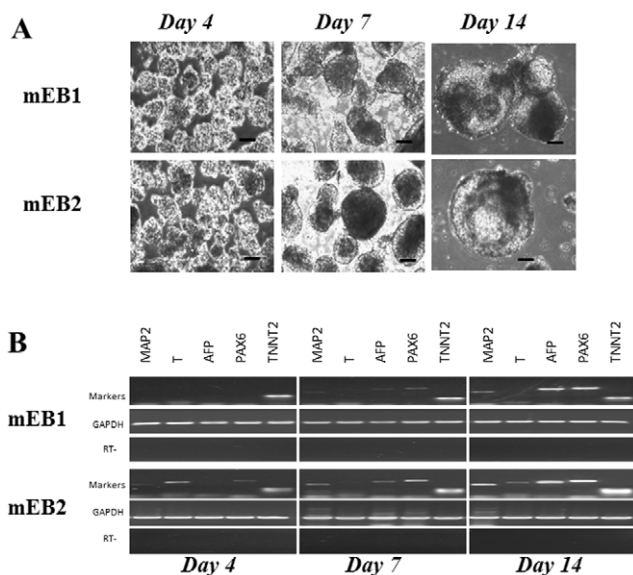 A
Day 4 Day 7 Day 14
mEB1
mEB2
B
MAP2 T AFP PAX6 TNNT2 MAP2 T AFP PAX6 TNNT2 MAP2 T AFP PAX6 TNNT2
mEB1
Markers
GAPDH
RT-
mEB2
Markers
GAPDH
RT-
Day 4 Day 7 Day 14